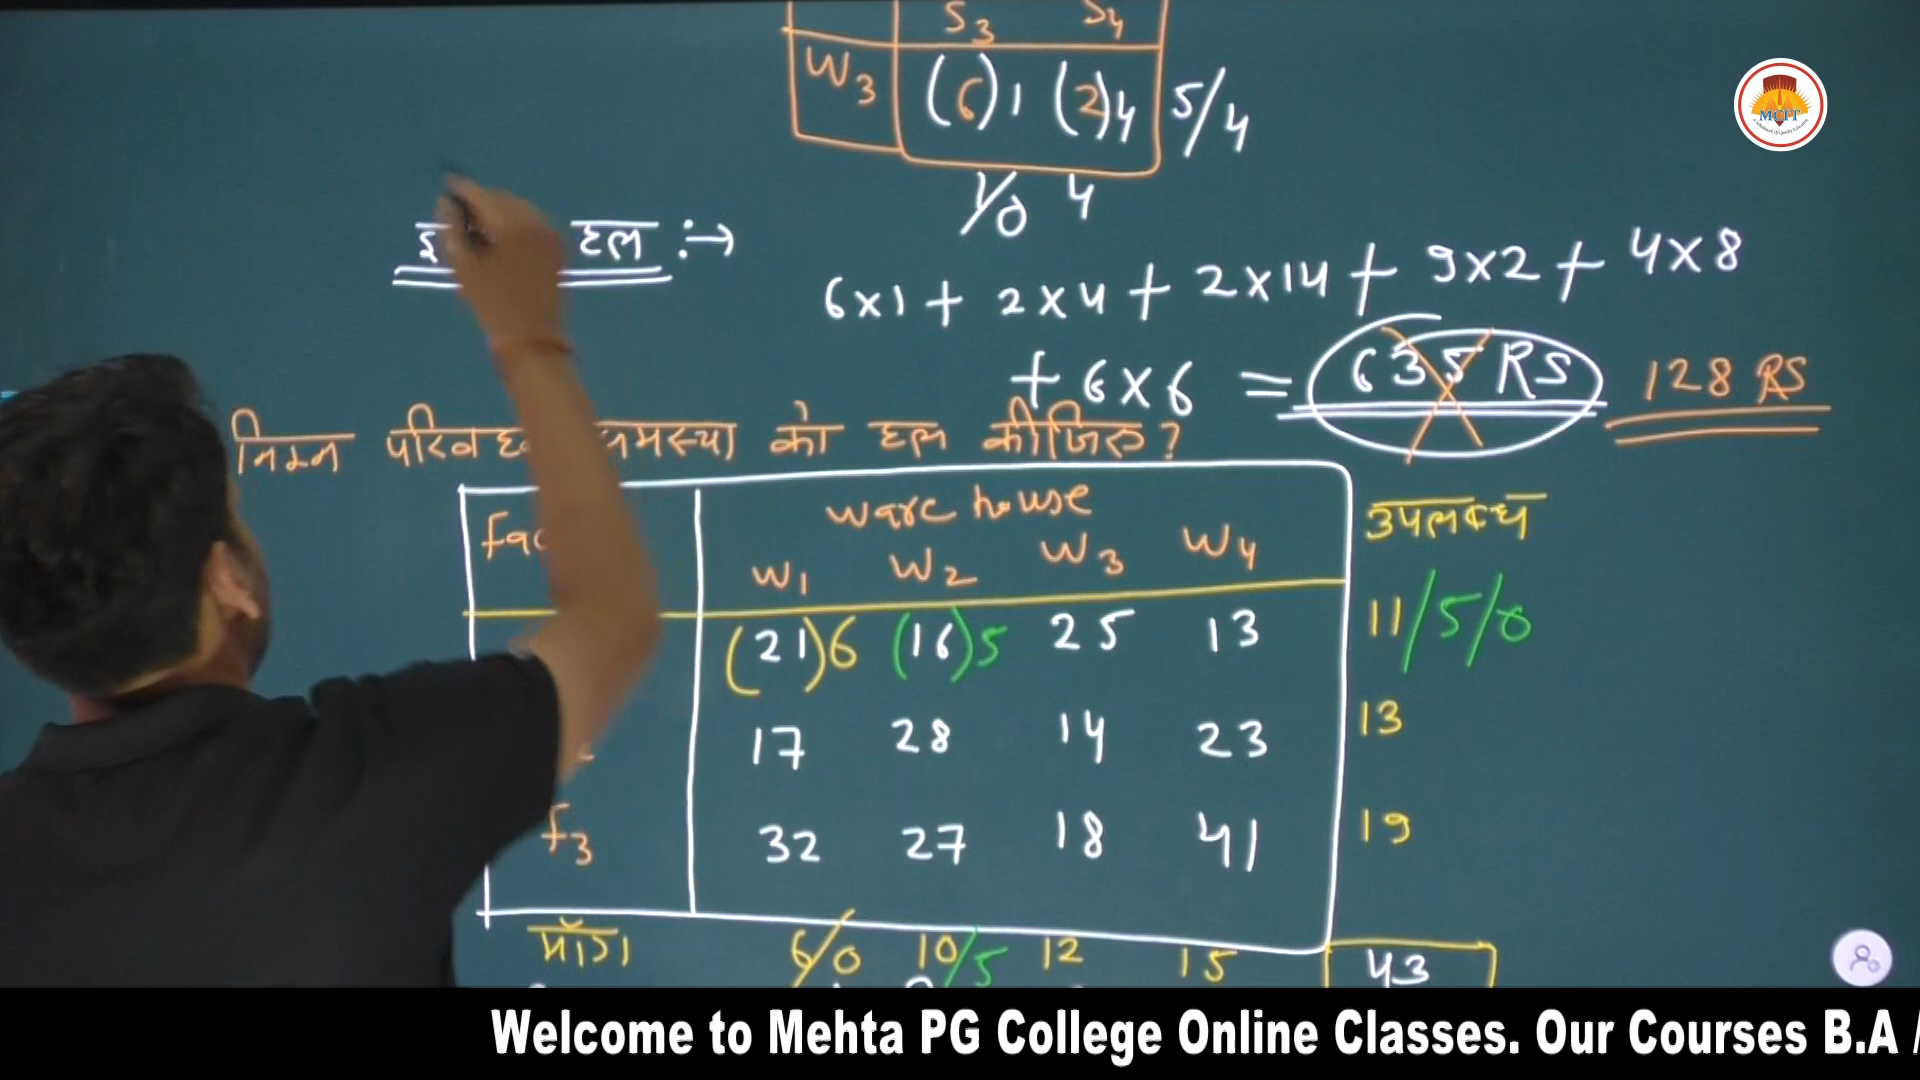 S3 S4
W3 (6)1 (2)4 5/4
1/0 4
हल :→
6x1 + 2x4 + 2x14 + 9x2 + 4x8
+ 6x6 = 635 RS 128 RS
निम्न परिवहन समस्या को हल कीजिए?
Ware house उपलब्ध
W1 W2 W3 W4
(21)6 (16)5 25 13 11/5/0
17 28 14 23 13
f3 32 27 18 41 19
माँग 6/0 10/5 12 15 43
MCPT
Welcome to Mehta PG College Online Classes. Our Courses B.A